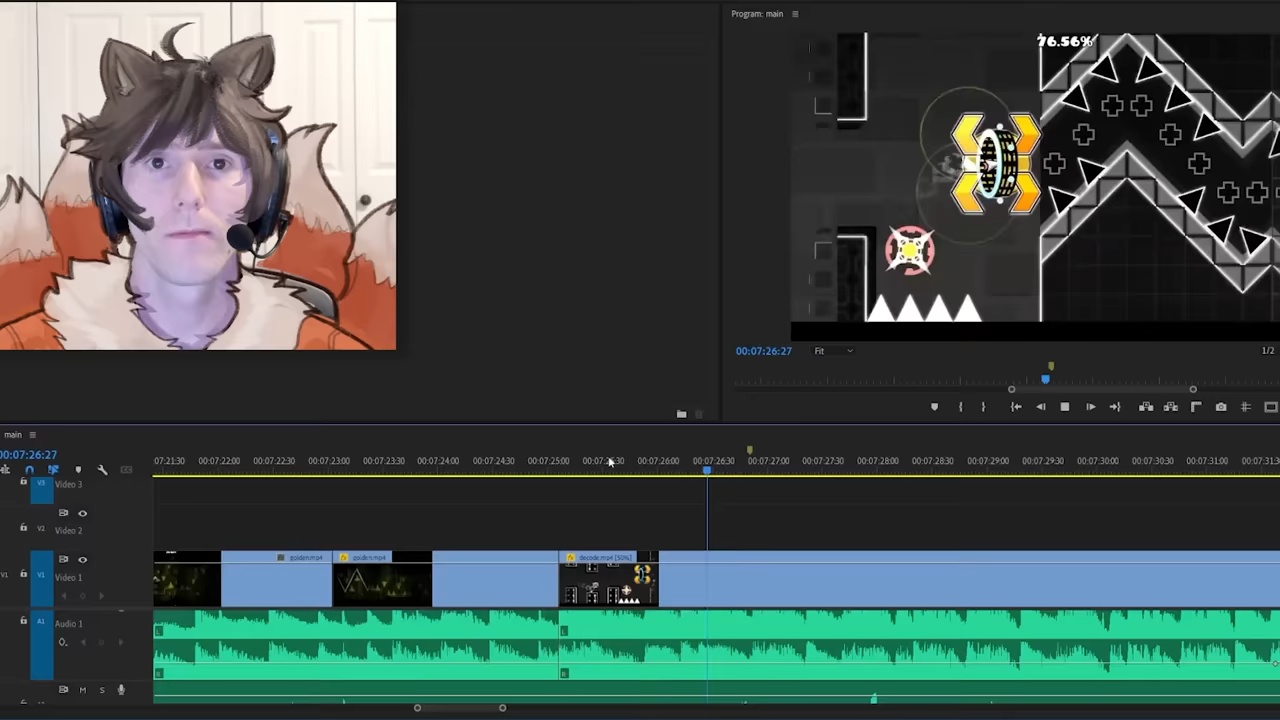 Program: main
76.56%
00:07:26:27
Fit
1/2
main
00:07:26:27
07:21:30 00:07:22:00 00:07:22:30 00:07:23:00 00:07:23:30 00:07:24:00 00:07:24:30 00:07:25:00 00:07:26:00 00:07:26:30 00:07:27:00 00:07:27:30 00:07:28:00 00:07:28:30 00:07:29:00 00:07:29:30 00:07:30:00 00:07:30:30 00:07:31:00 00:07:31:3
V3 Video 3
V2 Video 2
golden.mp4 golden.mp4 decode.mp4 [50%]
V1 V1 Video 1
A1 Audio 1
L L
R R
M S